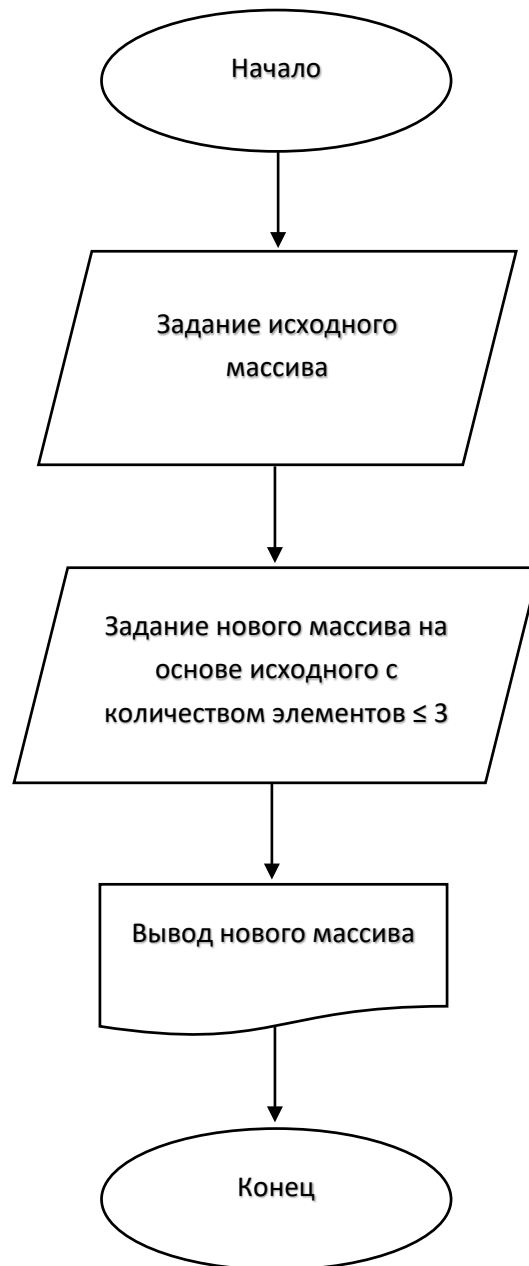 Начало
Задание исходного
массива
Задание нового массива на
основе исходного с
количеством элементов ≤ 3
Вывод нового массива
Конец